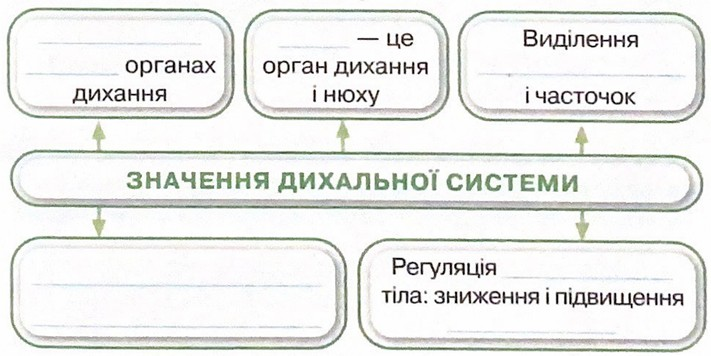 органах
дихання
— це
орган дихання
і нюху
Виділення
і часточок
ЗНАЧЕННЯ ДИХАЛЬНОЇ СИСТЕМИ
Регуляція
тіла: зниження і підвищення